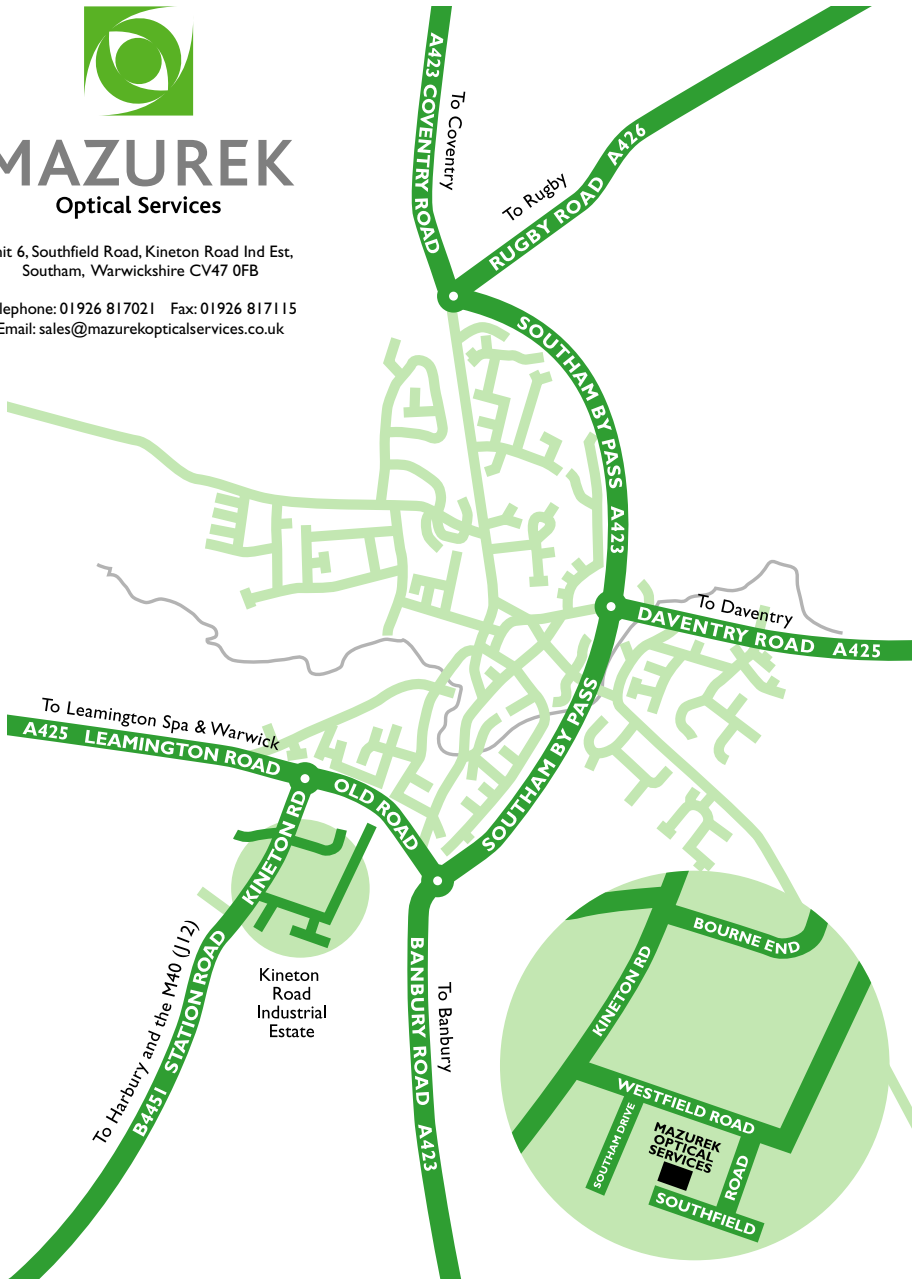 MAZUREK
Optical Services
nit 6, Southfield Road, Kineton Road Ind Est,
Southam, Warwickshire CV47 0FB
lephone: 01926 817021 Fax: 01926 817115
Email: sales@mazurekopticalservices.co.uk
A423 COVENTRY ROAD
To Coventry
To Rugby
RUGBY ROAD A426
SOUTHAM BY PASS A423
To Daventry
DAVENTRY ROAD A425
To Leamington Spa & Warwick
A425 LEAMINGTON ROAD
OLD ROAD
SOUTHAM BY PASS
KINETON RD
To Harbury and the M40 (J12)
B4451 STATION ROAD
Kineton
Road
Industrial
Estate
BANBURY ROAD A423
To Banbury
BOURNE END
KINETON RD
WESTFIELD ROAD
SOUTHAM DRIVE
MAZUREK
OPTICAL
SERVICES
ROAD
SOUTHFIELD